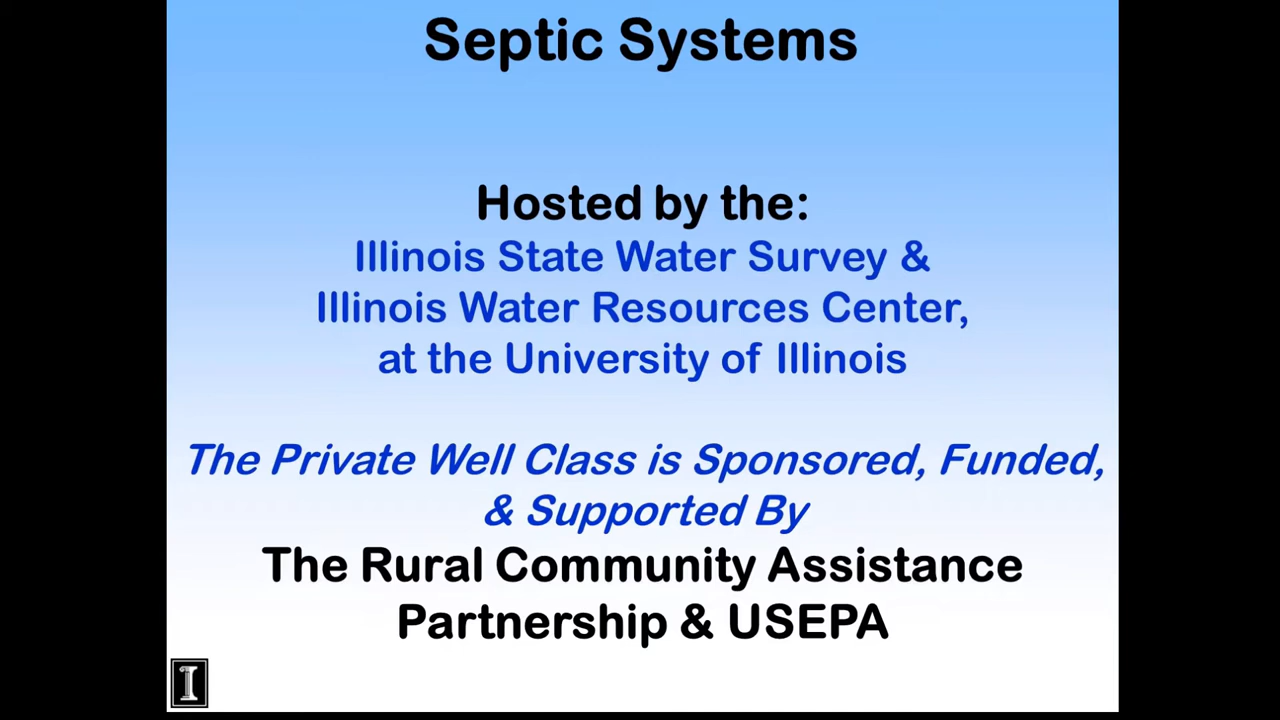 Septic Systems
Hosted by the:
Illinois State Water Survey &
Illinois Water Resources Center,
at the University of Illinois
The Private Well Class is Sponsored, Funded,
& Supported By
The Rural Community Assistance
Partnership & USEPA
I